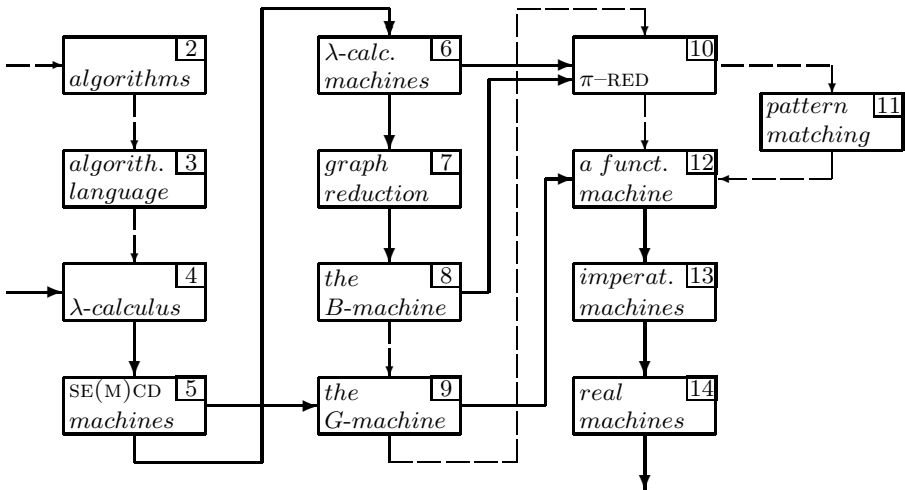 2
algorithms
algorith. 3
language
4
λ-calculus
SE(M)CD 5
machines
λ-calc. 6
machines
graph 7
reduction
the 8
B-machine
the 9
G-machine
10
π–RED
pattern 11
matching
a funct. 12
machine
imperat. 13
machines
real 14
machines